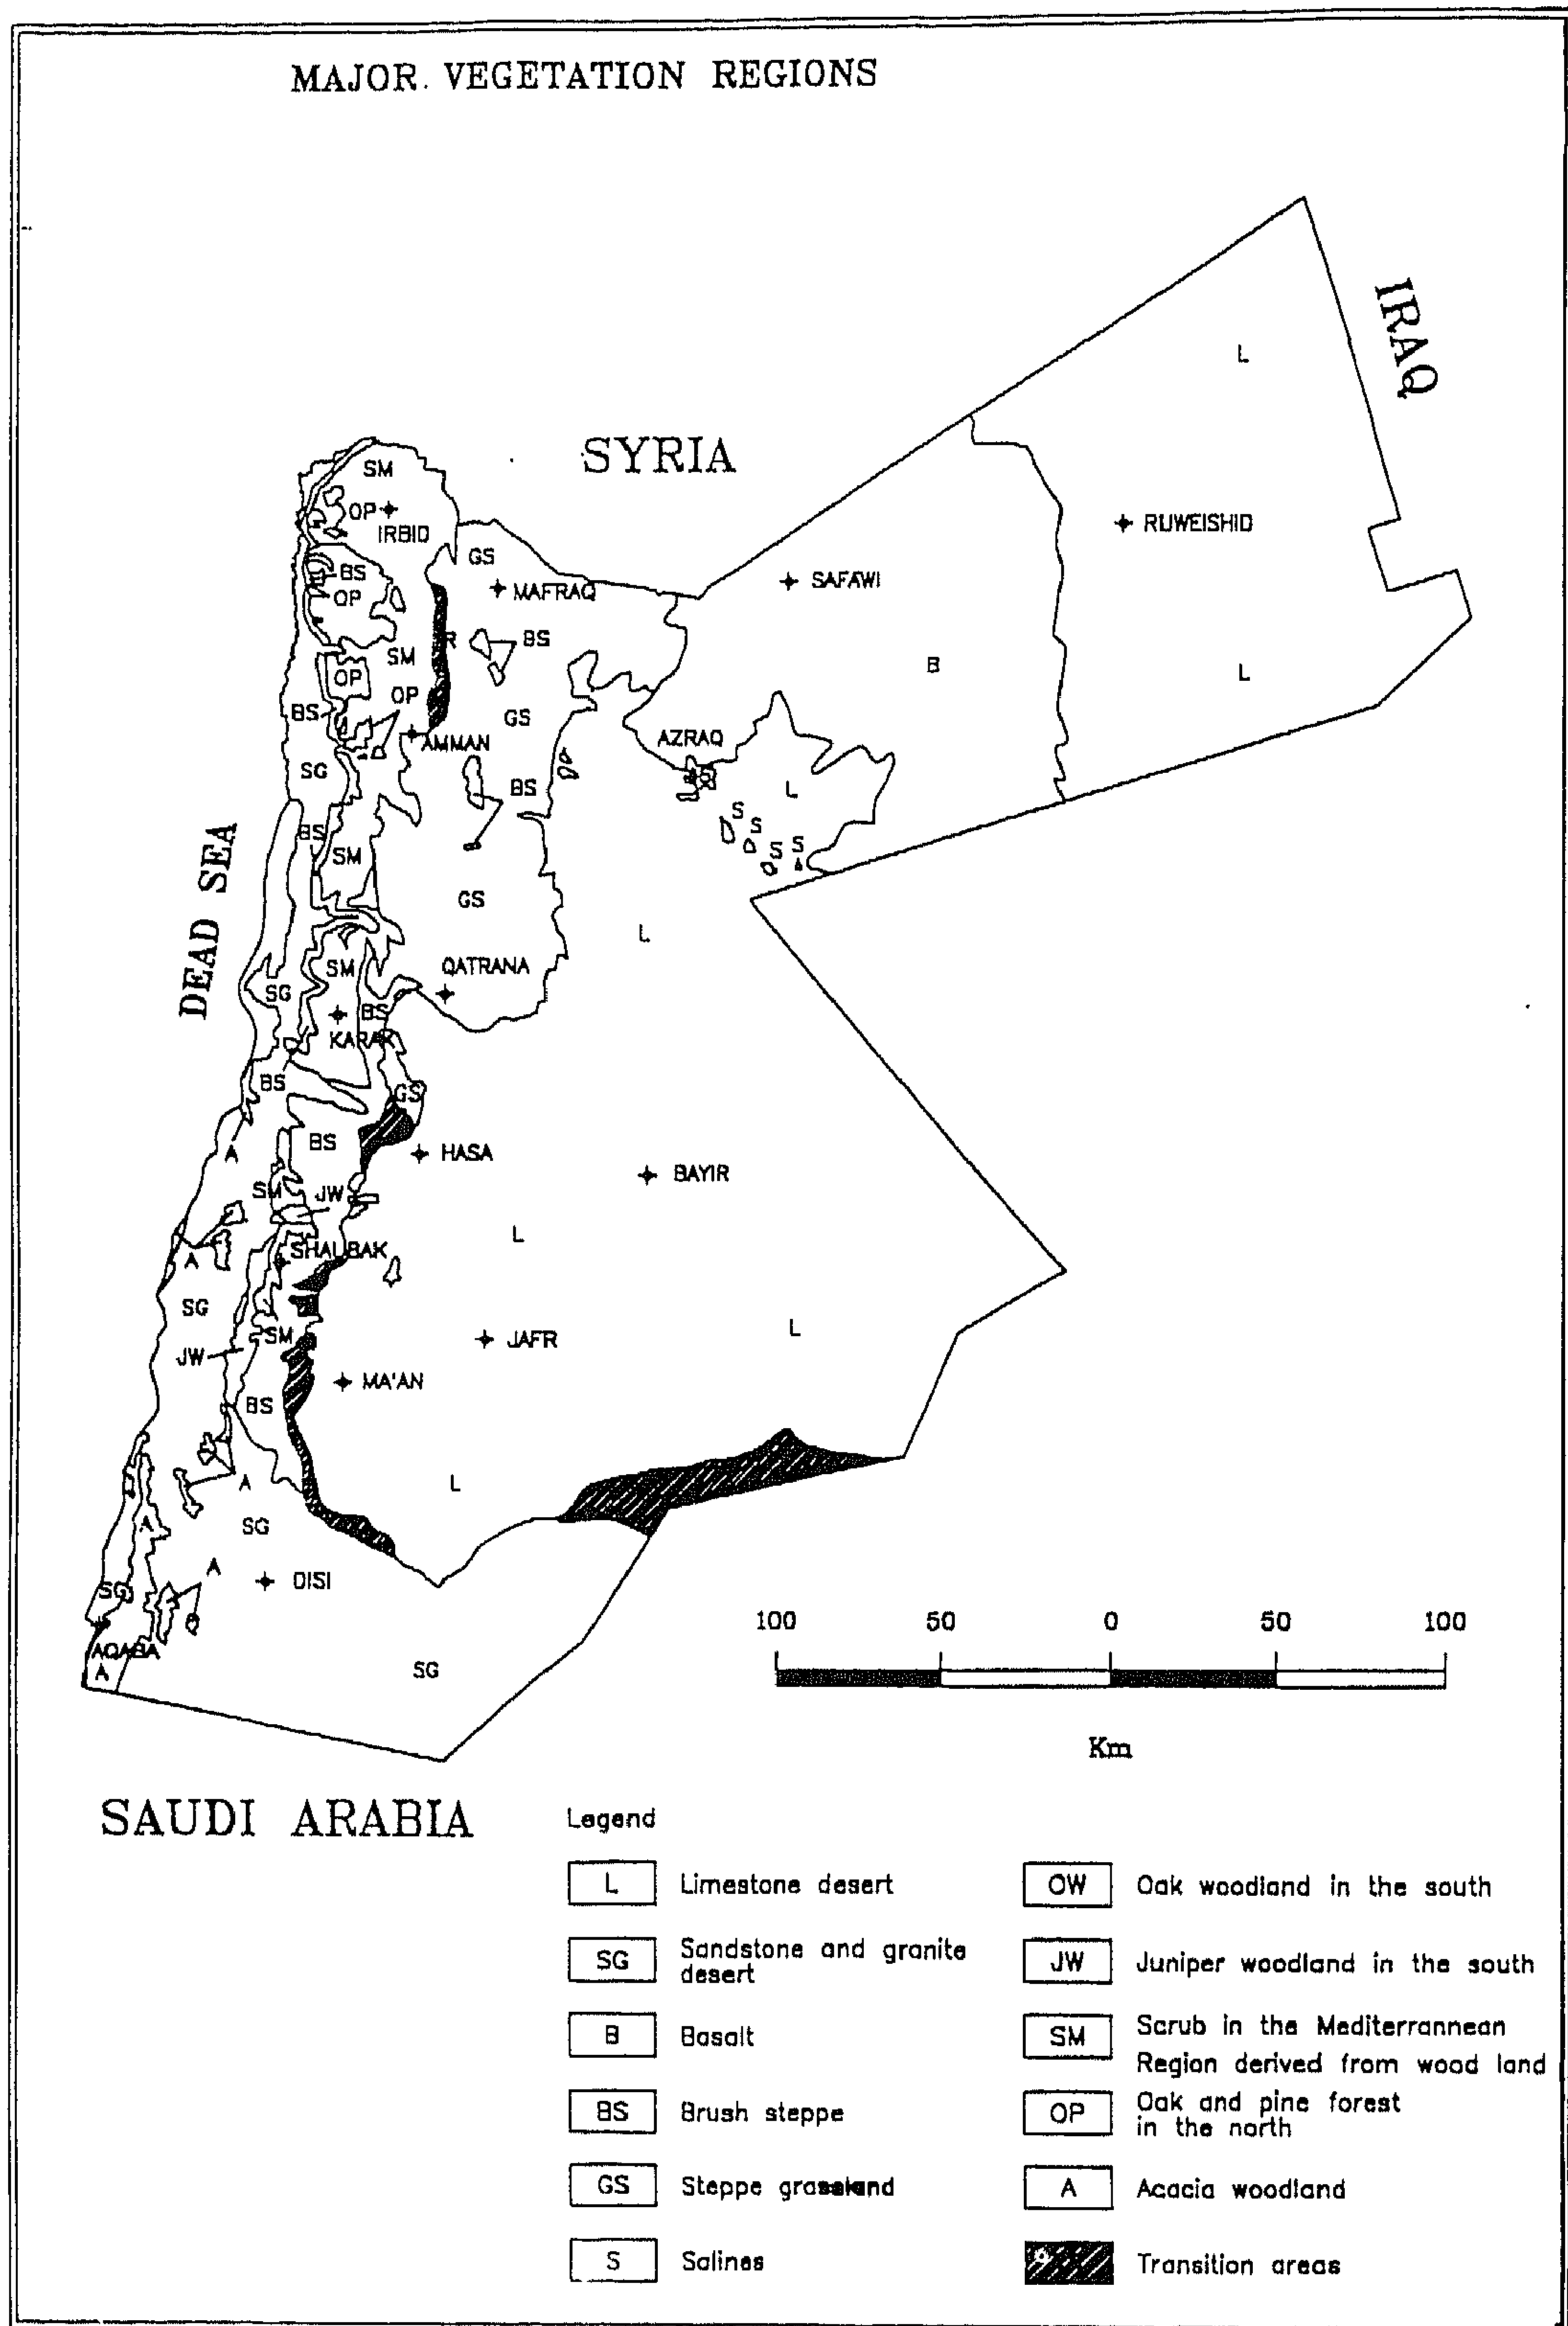 MAJOR. VEGETATION REGIONS
IRAQ
L
SYRIA
SM
OP
IRBID
RUWEISHID
GS
BS
SAFAWI
OP
MAFRAQ
BS
SM
B
L
OP
OP
BS
GS
AMMAN
AZRAQ
SG
BS
L
S
S
S
S
BS
SM
DEAD SEA
GS
L
SM
QATRANA
SG
BS
KARAK
BS
GS
BS
A
HASA
BAYIR
SM
JW
L
SHAUBAK
A
SG
SM
JAFR
L
JW
MA'AN
BS
A
L
A
SG
A
DISI
SG
AQABA
A
SG
100 50 0 50 100
Km
SAUDI ARABIA
Legend
L Limestone desert
SG Sandstone and granite
desert
B Basalt
BS Brush steppe
GS Steppe grassland
S Salines
OW Oak woodland in the south
JW Juniper woodland in the south
SM Scrub in the Mediterrannean
Region derived from wood land
OP Oak and pine forest
in the north
A Acacia woodland
Transition areas